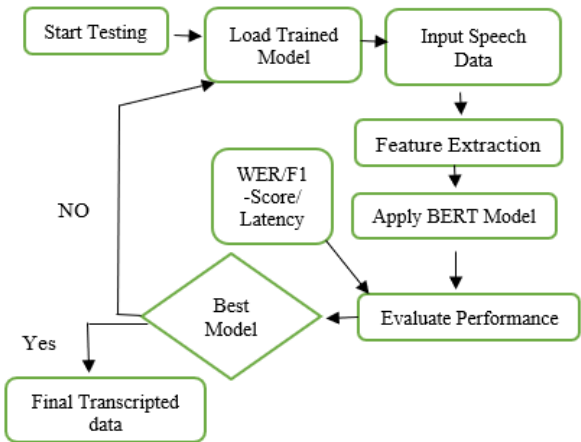 Start Testing
Load Trained
Model
Input Speech
Data
Feature Extraction
WER/F1
-Score/
Latency
Apply BERT Model
NO
Best
Model
Evaluate Performance
Yes
Final Transcripted
data